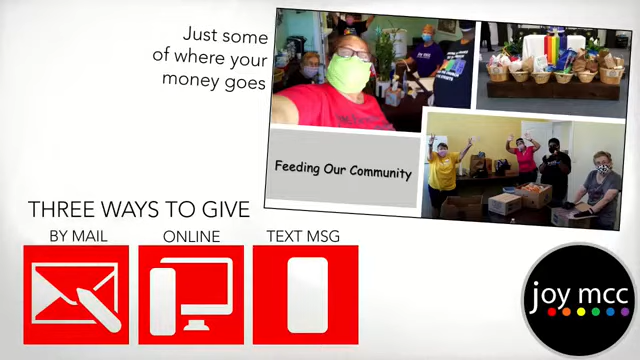 Just some
of where your
money goes
Feeding Our Community
THREE WAYS TO GIVE
BY MAIL
ONLINE
TEXT MSG
joy mcc